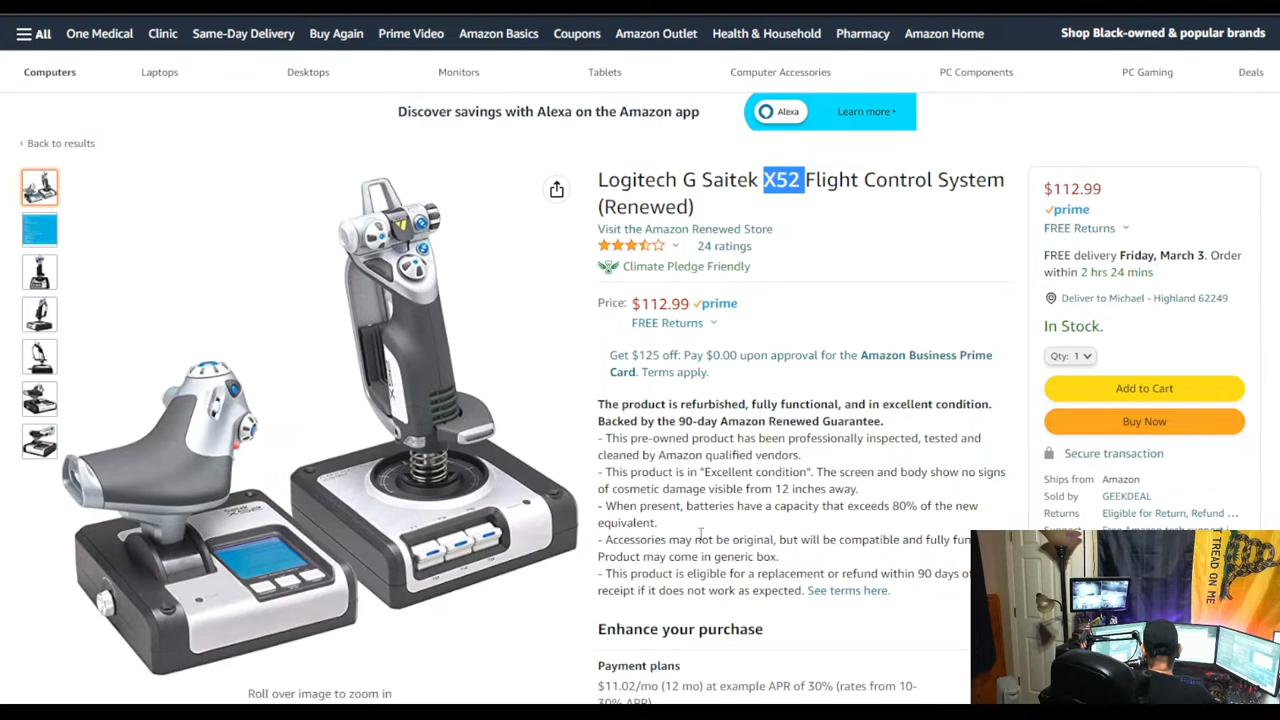 All One Medical Clinic Same-Day Delivery Buy Again Prime Video Amazon Basics Coupons Amazon Outlet Health & Household Pharmacy Amazon Home Shop Black-owned & popular brands
Computers Laptops Desktops Monitors Tablets Computer Accessories PC Components PC Gaming Deals
Discover savings with Alexa on the Amazon app Alexa Learn more
‹ Back to results
Logitech G Saitek X52 Flight Control System
(Renewed)
Visit the Amazon Renewed Store
24 ratings
Climate Pledge Friendly
Price: $112.99 prime
FREE Returns
Get $125 off: Pay $0.00 upon approval for the Amazon Business Prime
Card. Terms apply.
The product is refurbished, fully functional, and in excellent condition.
Backed by the 90-day Amazon Renewed Guarantee.
- This pre-owned product has been professionally inspected, tested and
cleaned by Amazon qualified vendors.
- This product is in "Excellent condition". The screen and body show no signs
of cosmetic damage visible from 12 inches away.
- When present, batteries have a capacity that exceeds 80% of the new
equivalent.
- Accessories may not be original, but will be compatible and fully
Product may come in generic box.
- This product is eligible for a replacement or refund within 90 days
receipt if it does not work as expected. See terms here.
Enhance your purchase
Payment plans
$11.02/mo (12 mo) at example APR of 30% (rates from 10-
30% APR)
$112.99
prime
FREE Returns
FREE delivery Friday, March 3. Order
within 2 hrs 24 mins
Deliver to Michael - Highland 62249
In Stock.
Qty: 1
Add to Cart
Buy Now
Secure transaction
Ships from Amazon
Sold by GEEKDEAL
Returns Eligible for Return, Refund ...
X52
Roll over image to zoom in
T TREAD ON ME